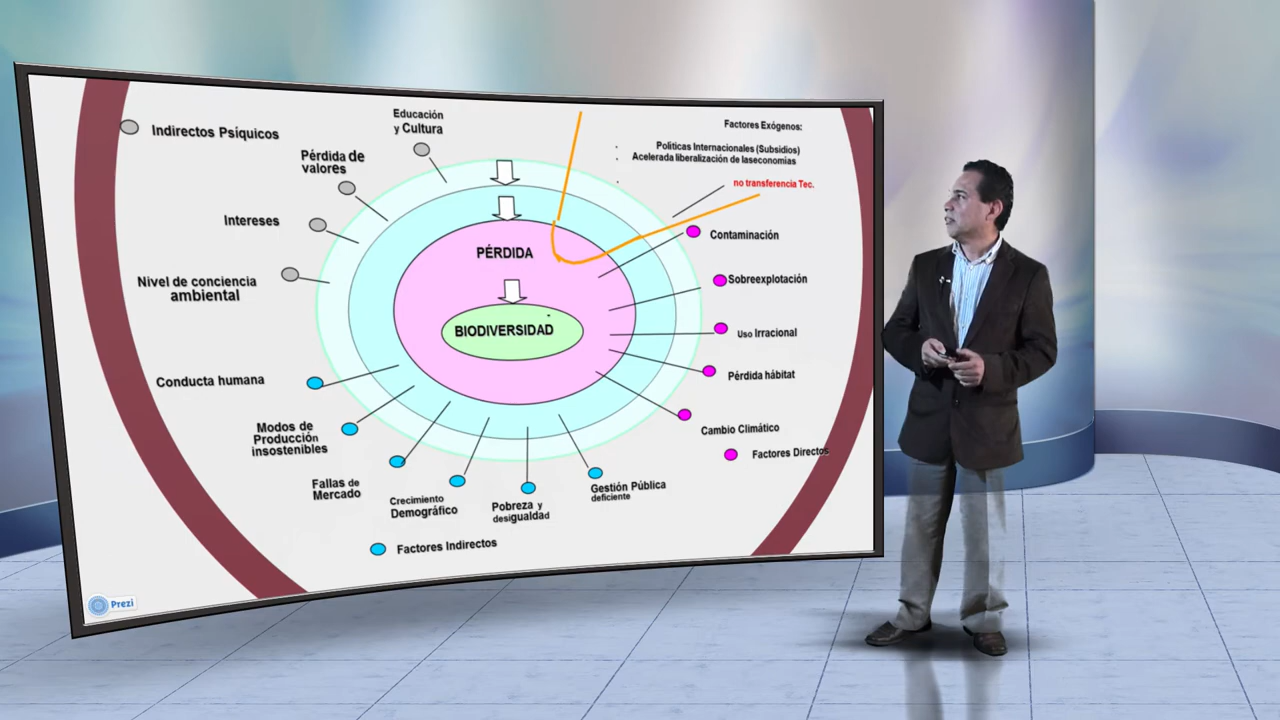 Indirectos Psíquicos
Educación
y Cultura
Pérdida de
valores
Intereses
Nivel de conciencia
ambiental
Factores Exógenos:
Politicas Internacionales (Subsidios)
Acelerada liberalización de laseconomias
no transferencia Tec.
PÉRDIDA
BIODIVERSIDAD
Contaminación
Sobreexplotación
Uso Irracional
Pérdida hábitat
Cambio Climático
Factores Directos
Conducta humana
Modos de
Producción
insostenibles
Fallas de
Mercado
Crecimiento
Demográfico
Pobreza y
desigualdad
Gestión Pública
deficiente
Factores Indirectos
Prezi